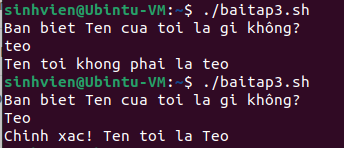 sinhvien@Ubintu-VM:~$ ./baitap3.sh
Ban biet Ten cua toi la gi không?
teo
Ten toi khong phai la teo
sinhvien@Ubintu-VM:~$ ./baitap3.sh
Ban biet Ten cua toi la gi không?
Teo
Chinh xac! Ten toi la Teo